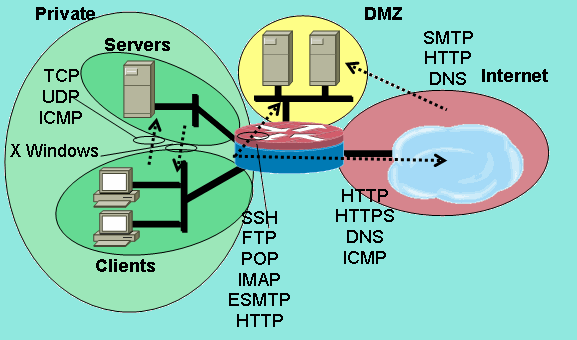 Private
DMZ
Servers
SMTP
HTTP
DNS
Internet
TCP
UDP
ICMP
X Windows
Clients
SSH
FTP
POP
IMAP
ESMTP
HTTP
HTTP
HTTPS
DNS
ICMP